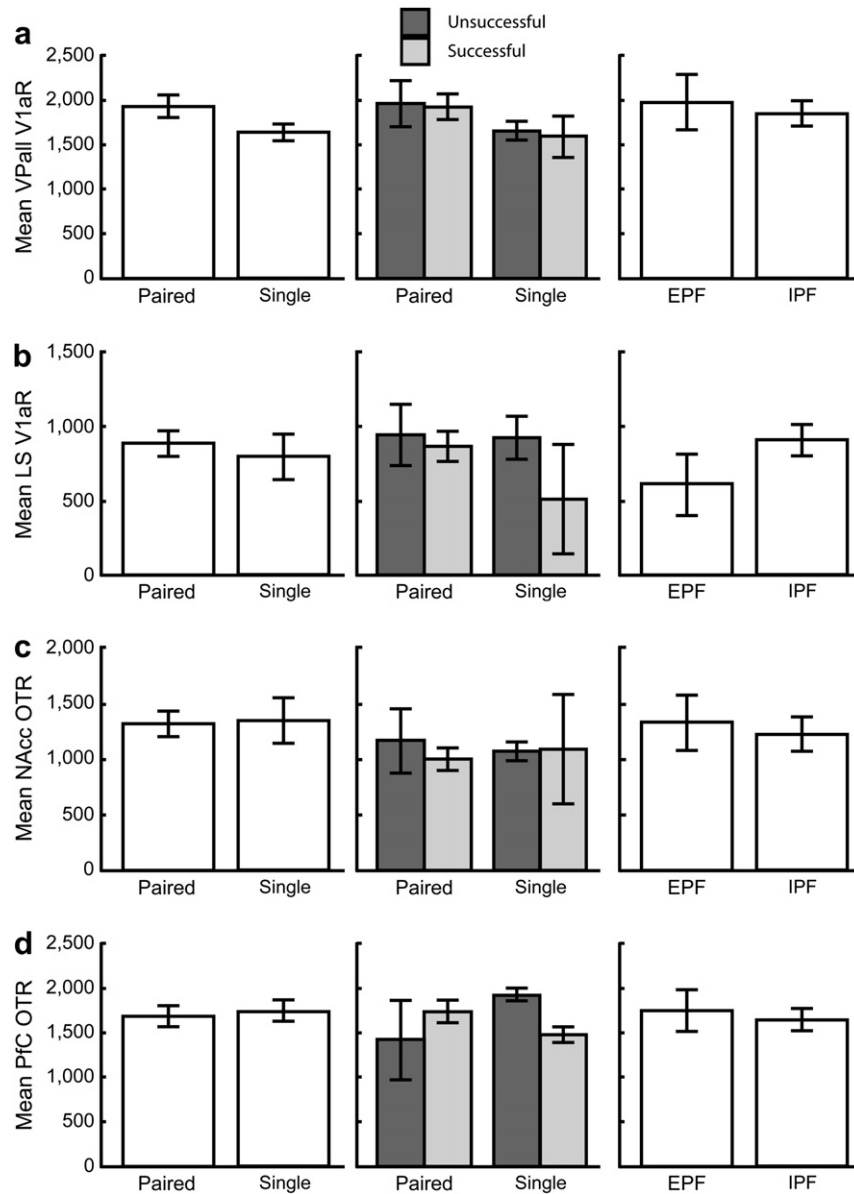 Unsuccessful
Successful
a
Mean VPall V1aR
2,500
2,000
1,500
1,000
500
0
Paired Single
Paired Single
EPF IPF
b
Mean LS V1aR
1,500
1,000
500
0
Paired Single
Paired Single
EPF IPF
c
Mean NAcc OTR
2,000
1,500
1,000
500
0
Paired Single
Paired Single
EPF IPF
d
Mean PfC OTR
2,500
2,000
1,500
1,000
500
0
Paired Single
Paired Single
EPF IPF